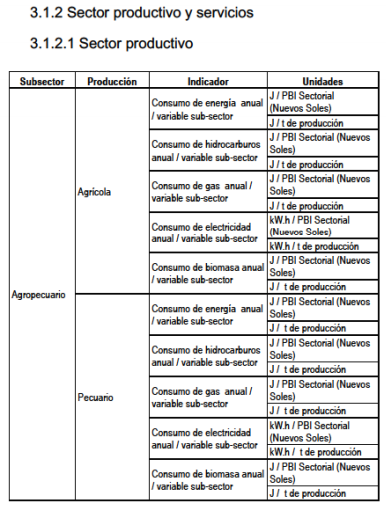 3.1.2 Sector productivo y servicios
3.1.2.1 Sector productivo
Subsector Producción Indicador Unidades
Agropecuario
Agrícola
Consumo de energía anual
/ variable sub-sector
J / PBI Sectorial
(Nuevos Soles)
J / t de producción
Consumo de hidrocarburos
anual / variable sub-sector
J / PBI Sectorial (Nuevos
Soles)
J / t de producción
Consumo de gas anual /
variable sub-sector
J / PBI Sectorial (Nuevos
Soles)
J / t de producción
Consumo de electricidad
anual / variable sub-sector
kW.h / PBI Sectorial
(Nuevos Soles)
kW.h / t de producción
Consumo de biomasa anual
/ variable sub-sector
J / PBI Sectorial (Nuevos
Soles)
J / t de producción
Pecuario
Consumo de energía anual
/ variable sub-sector
J / PBI Sectorial (Nuevos
Soles)
J / t de producción
Consumo de hidrocarburos
anual / variable sub-sector
J / PBI Sectorial (Nuevos
Soles)
J / t de producción
Consumo de gas anual /
variable sub-sector
J / PBI Sectorial (Nuevos
Soles)
J / t de producción
Consumo de electricidad
anual / variable sub-sector
kW.h / PBI Sectorial
(Nuevos Soles)
kW.h / t de producción
Consumo de biomasa anual
/ variable sub-sector
J / PBI Sectorial (Nuevos
Soles)
J / t de producción